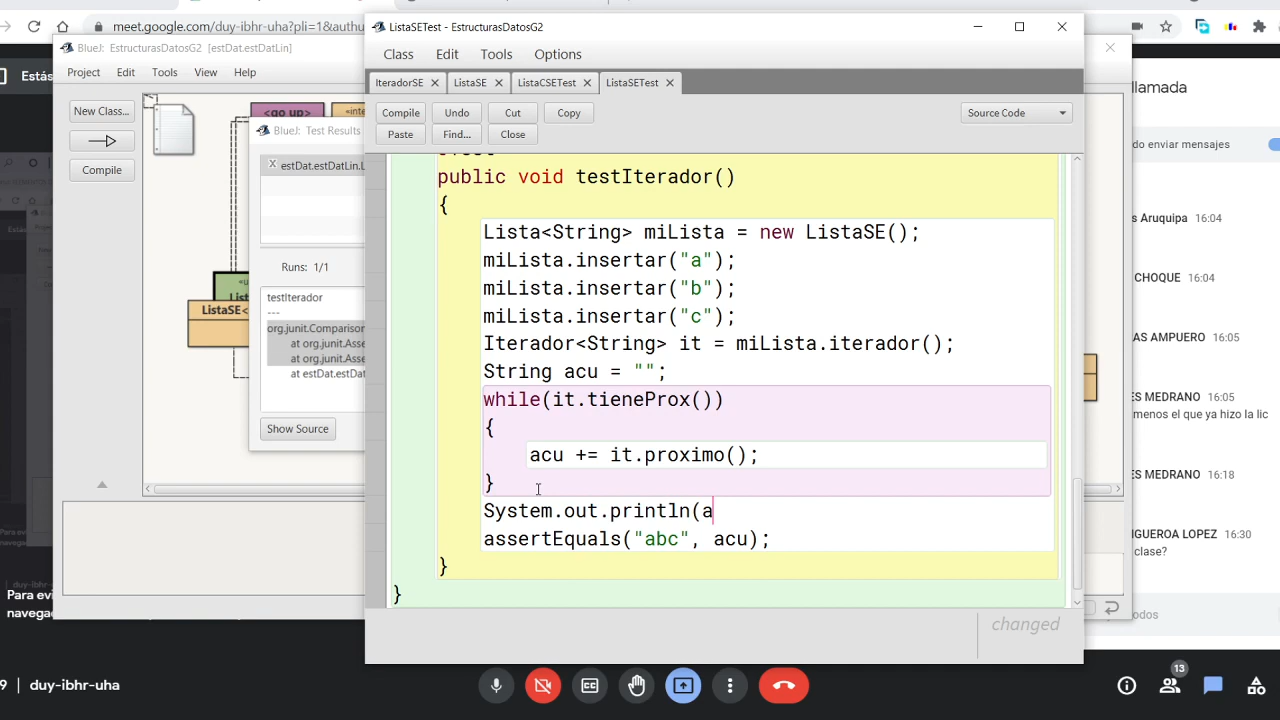 meet.google.com/duy-ibhr-uha?pli=1&authu
ListaSETest - EstructurasDatosG2
BlueJ: EstructurasDatosG2 [estDat.estDatLin]
Estás
Project Edit Tools View Help
New Class...
Compile
<go up>
«inte
BlueJ: Test Results
estDat.estDatLin.L
Runs: 1/1
testIterador
---
org.junit.Comparison
at org.junit.Asse
at org.junit.Asse
at estDat.estDat
Show Source
ListaSE<
Class Edit Tools Options
IteradorSE ListaSE ListaCSETest ListaSETest
Compile Undo Cut Copy
Paste Find... Close
Source Code
public void testIterador()
{
Lista<String> miLista = new ListaSE();
miLista.insertar("a");
miLista.insertar("b");
miLista.insertar("c");
Iterador<String> it = miLista.iterador();
String acu = "";
while(it.tieneProx())
{
acu += it.proximo();
}
System.out.println(a
assertEquals("abc", acu);
}
}
changed
llamada
do enviar mensajes
s Aruquipa 16:04
CHOQUE 16:04
AS AMPUERO 16:05
ES MEDRANO 16:05
menos el que ya hizo la lic
ES MEDRANO 16:18
IGUEROA LOPEZ 16:30
clase?
odos
Para evi
navega
9 | duy-ibhr-uha
13